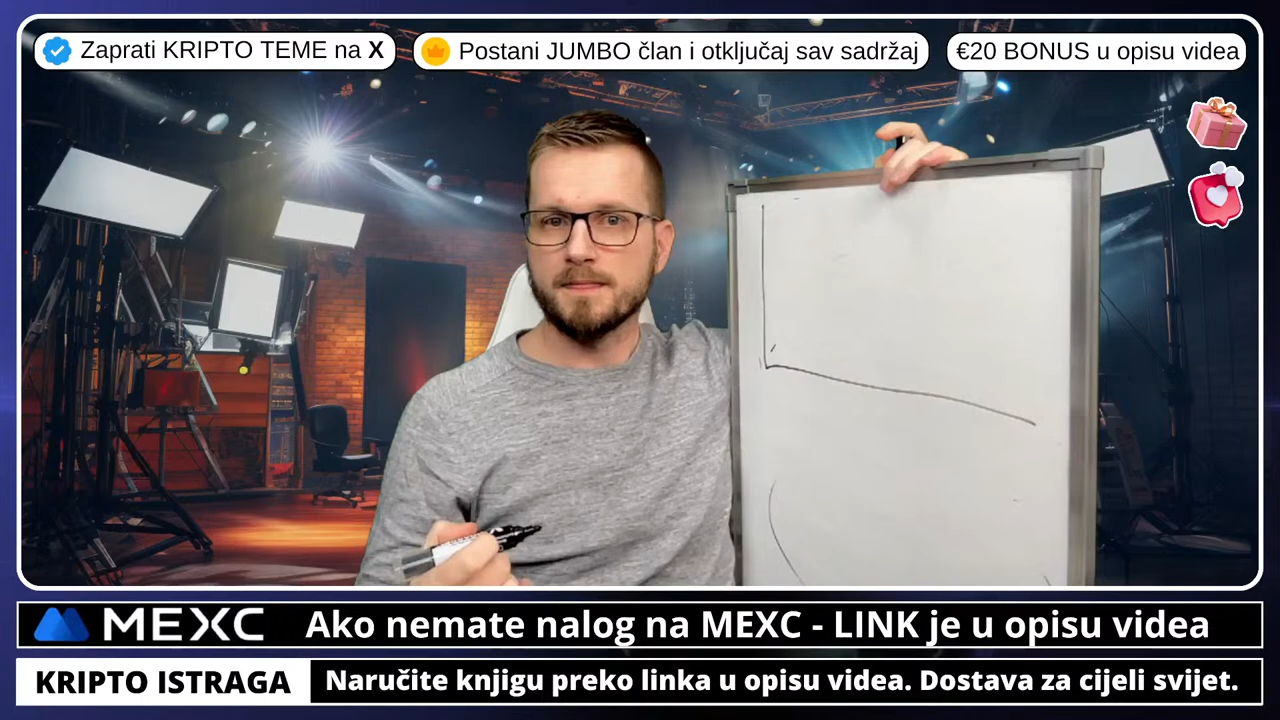 Zaprati KRIPTO TEME na X
Postani JUMBO član i otključaj sav sadržaj
€20 BONUS u opisu videa
MEXC
Ako nemate nalog na MEXC - LINK je u opisu videa
KRIPTO ISTRAGA
Naručite knjigu preko linka u opisu videa. Dostava za cijeli svijet.